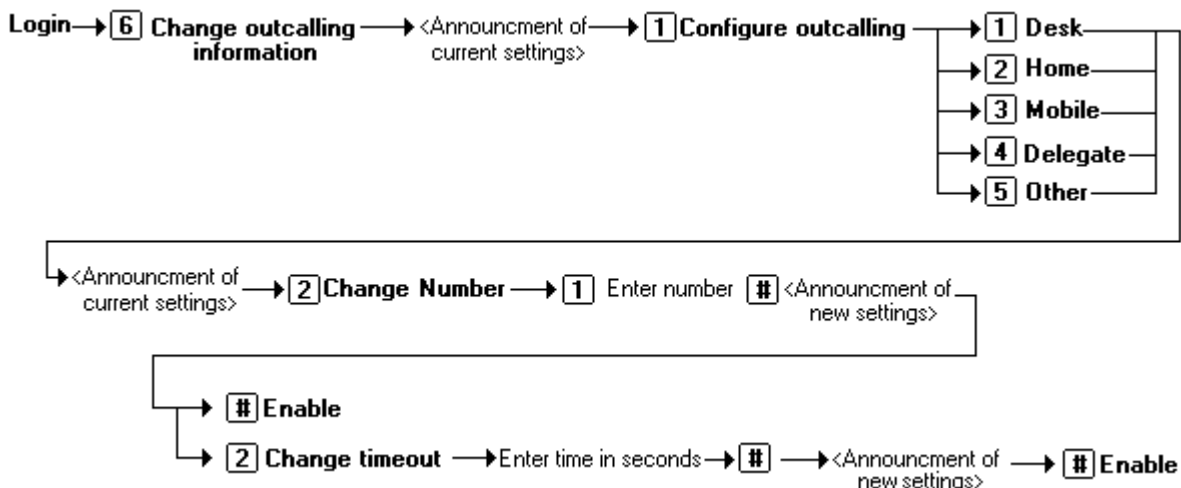 Login 6 Change outcalling information <Announcment of current settings> 1 Configure outcalling 1 Desk
2 Home
3 Mobile
4 Delegate
5 Other
<Announcment of current settings> 2 Change Number 1 Enter number # <Announcment of new settings>
# Enable
2 Change timeout Enter time in seconds # <Announcment of new settings> # Enable